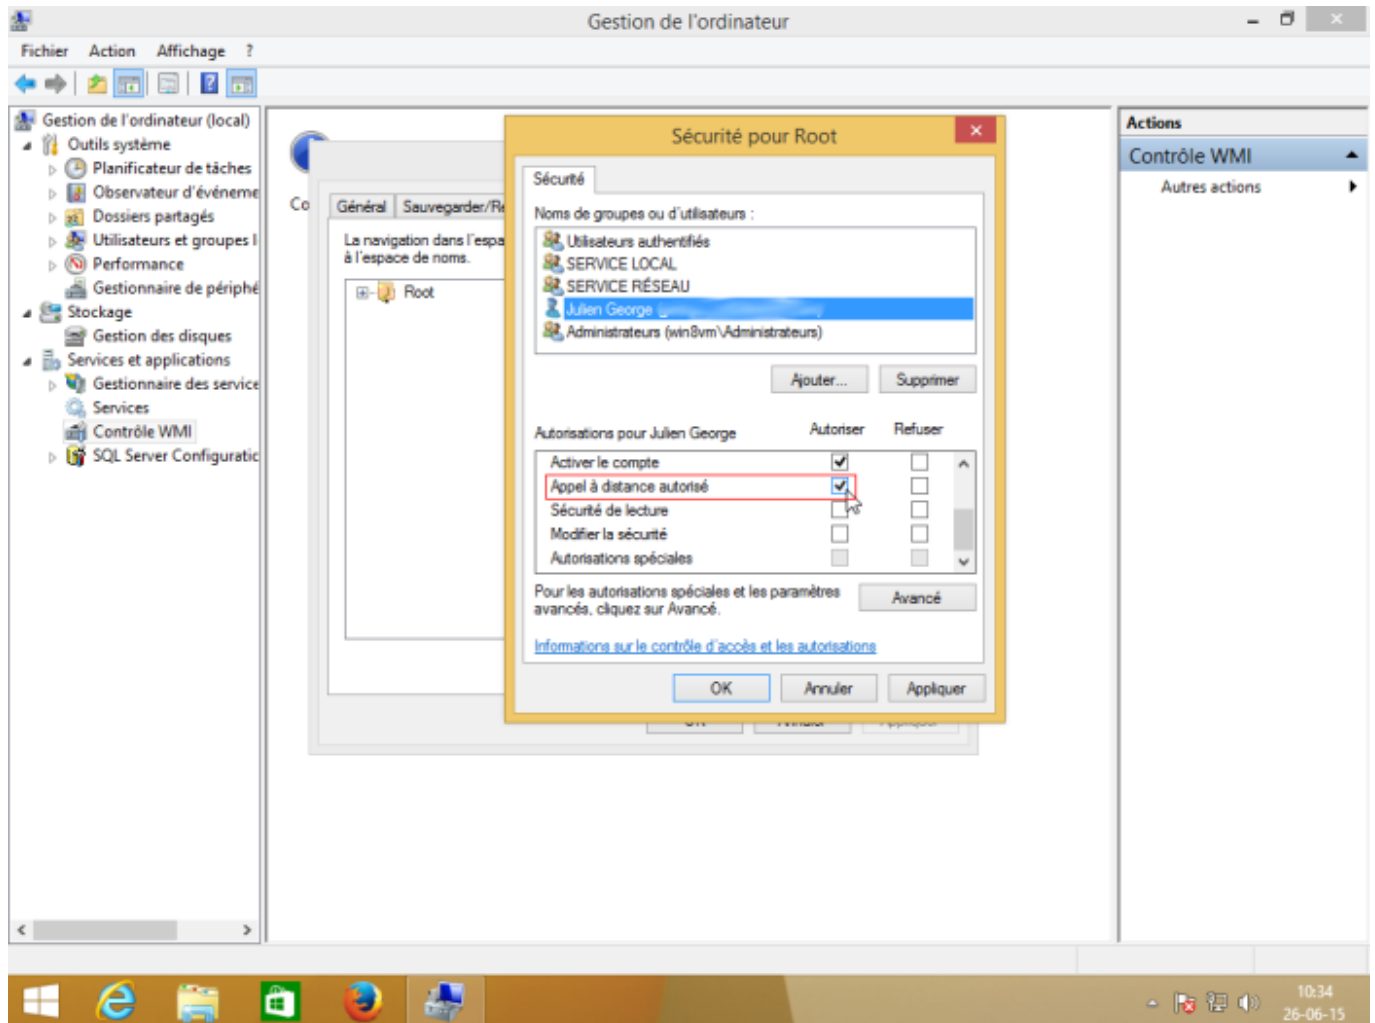 Gestion de l'ordinateur
Fichier Action Affichage ?
Gestion de l'ordinateur (local)
Outils système
Planificateur de tâches
Observateur d'événeme
Dossiers partagés
Utilisateurs et groupes l
Performance
Gestionnaire de périphé
Stockage
Gestion des disques
Services et applications
Gestionnaire des service
Services
Contrôle WMI
SQL Server Configuratic
Co
Général Sauvegarder/Re
La navigation dans l'espa
à l'espace de noms.
Root
Sécurité pour Root
Sécurité
Noms de groupes ou d'utilisateurs :
Utilisateurs authentifiés
SERVICE LOCAL
SERVICE RÉSEAU
Julien George
Administrateurs (win8vm\Administrateurs)
Ajouter... Supprimer
Autorisations pour Julien George Autoriser Refuser
Activer le compte
Appel à distance autorisé
Sécurité de lecture
Modifier la sécurité
Autorisations spéciales
Pour les autorisations spéciales et les paramètres
avancés, cliquez sur Avancé.
Avancé
Informations sur le contrôle d'accès et les autorisations
OK Annuler Appliquer
Actions
Contrôle WMI
Autres actions
10:34
26-06-15